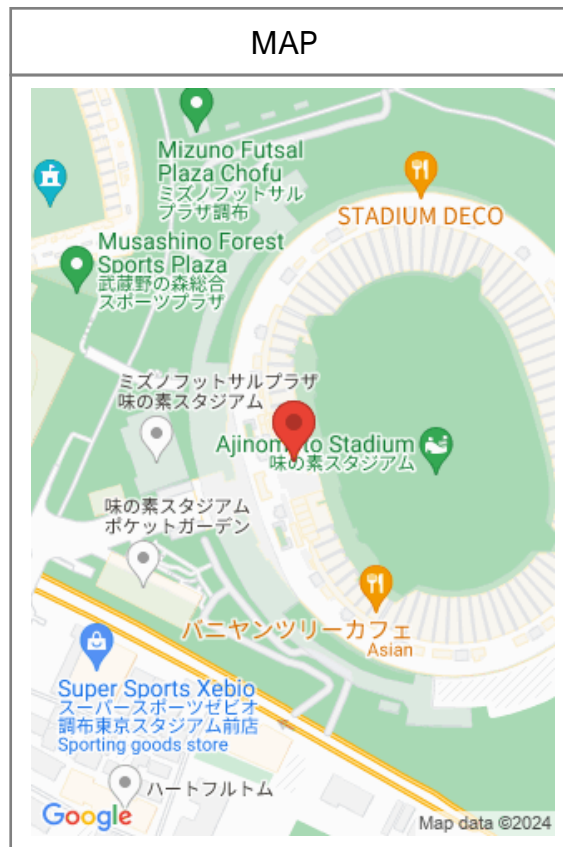 MAP
Mizuno Futsal
Plaza Chofu
ミズノフットサル
プラザ調布
STADIUM DECO
Musashino Forest
Sports Plaza
武蔵野の森総合
スポーツプラザ
ミズノフットサルプラザ
味の素スタジアム
Ajinomoto Stadium
味の素スタジアム
味の素スタジアム
ポケットガーデン
バニヤンツリーカフェ
Asian
Super Sports Xebio
スーパースポーツゼビオ
調布東京スタジアム前店
Sporting goods store
ハートフルトム
Google
Map data ©2024